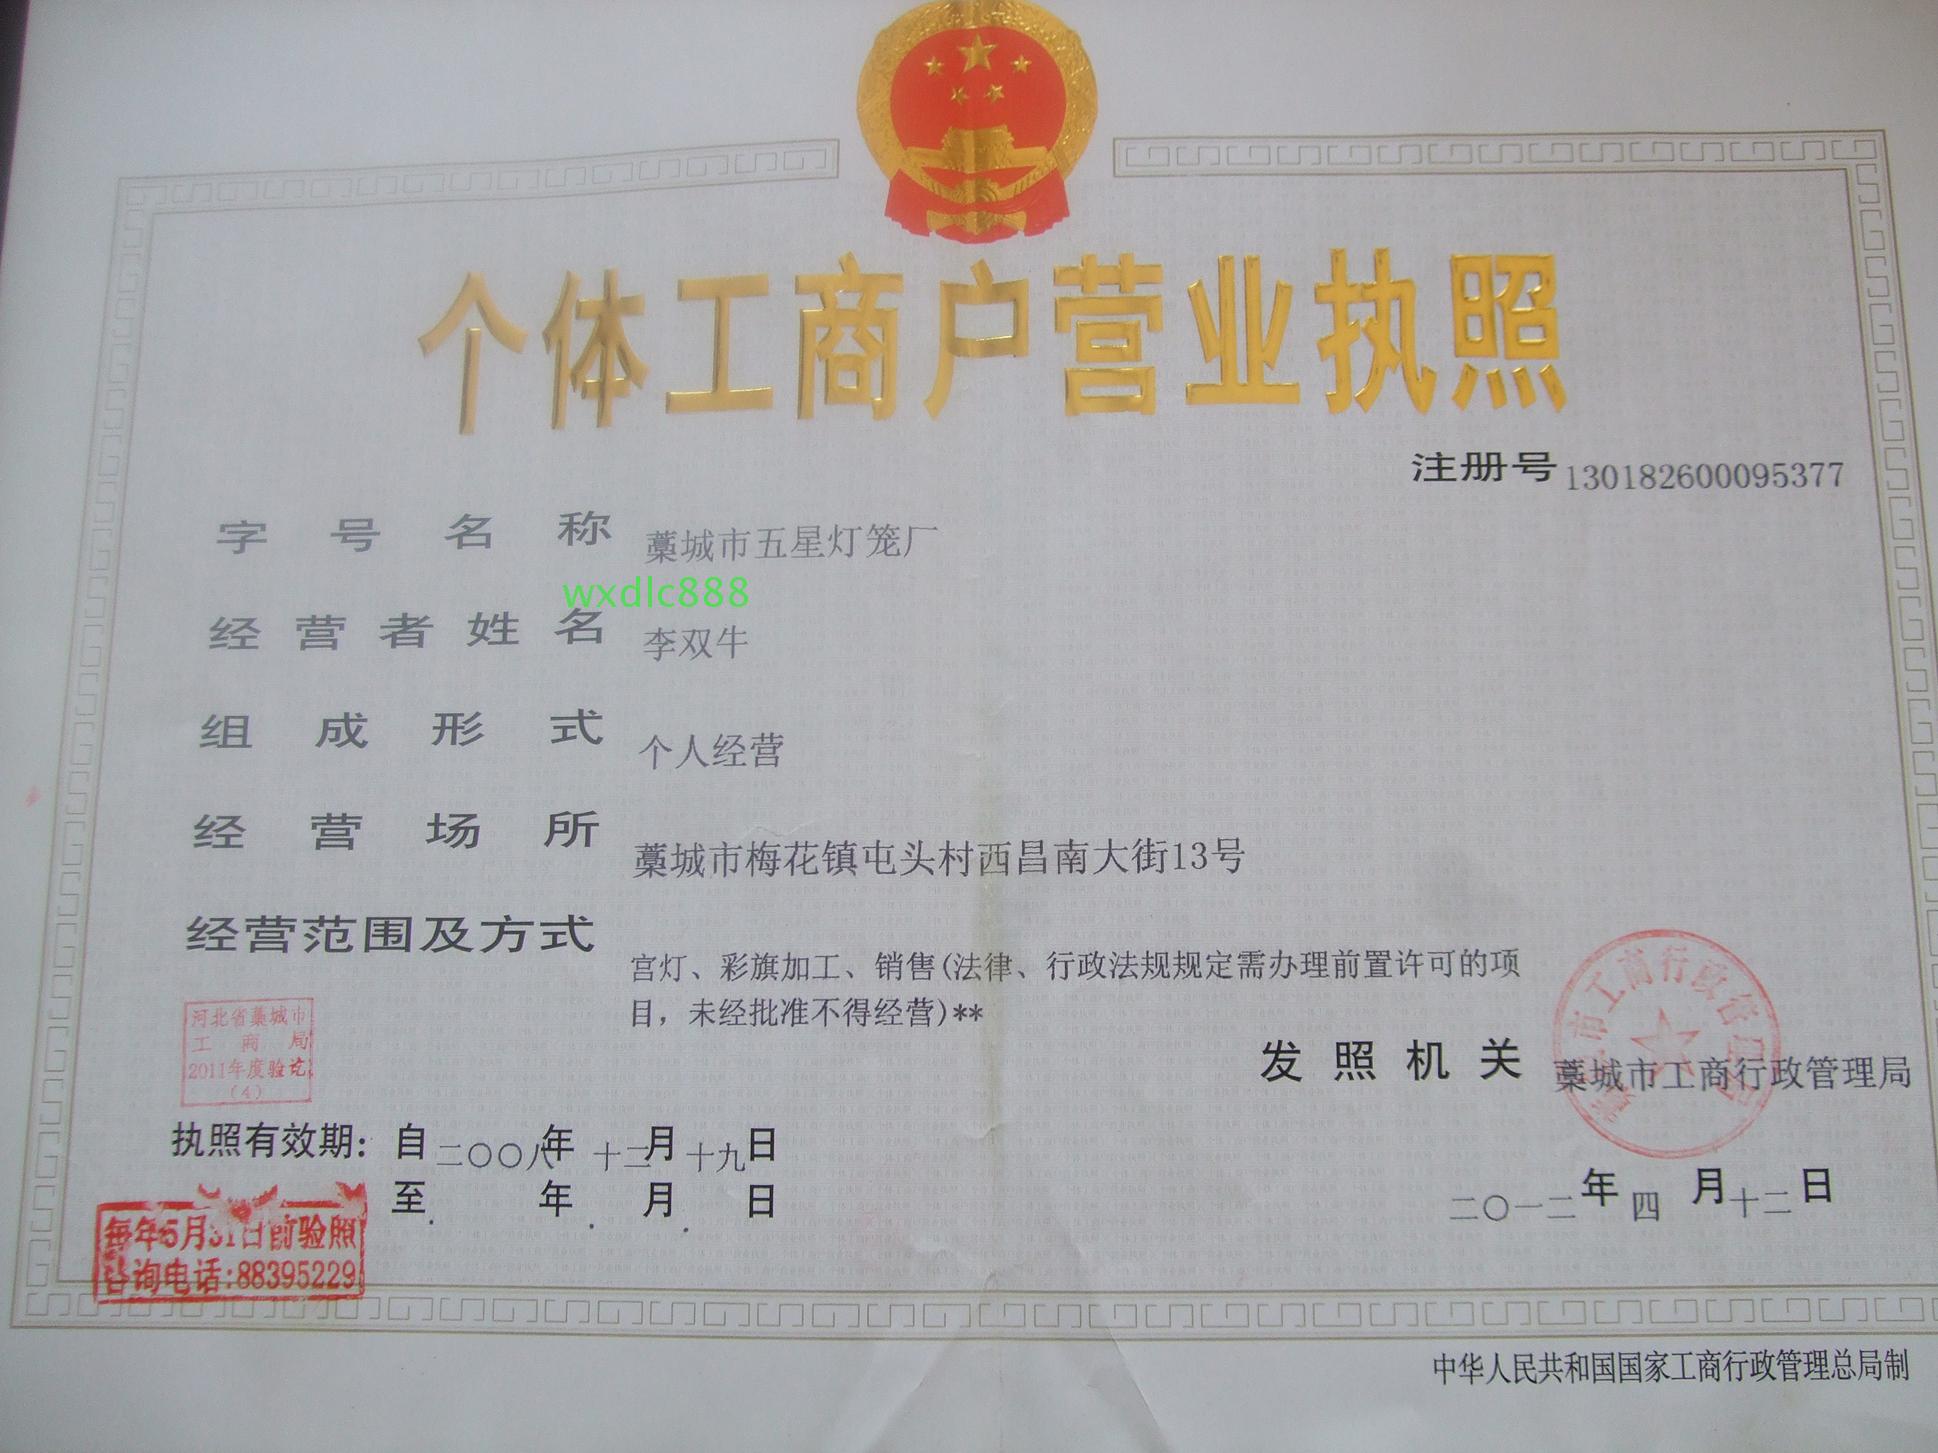 个体工商户营业执照
注册号 130182600095377
字号名称 藁城市五星灯笼厂
wxdlc888
经营者姓名 李双牛
组成形式 个人经营
经营场所 藁城市梅花镇屯头村西昌南大街13号
经营范围及方式 宫灯、彩旗加工、销售(法律、行政法规规定需办理前置许可的项
目，未经批准不得经营)**
河北省藁城市
工商局
2011年度验讫
(4)
发照机关 藁城市工商行政管理局
市工商行政管理局
执照有效期：自二〇〇八年十二月十九日
至 年 月 日
二〇一二年四月十二日
每年5月31日前验照
咨询电话:88395229
中华人民共和国国家工商行政管理总局制